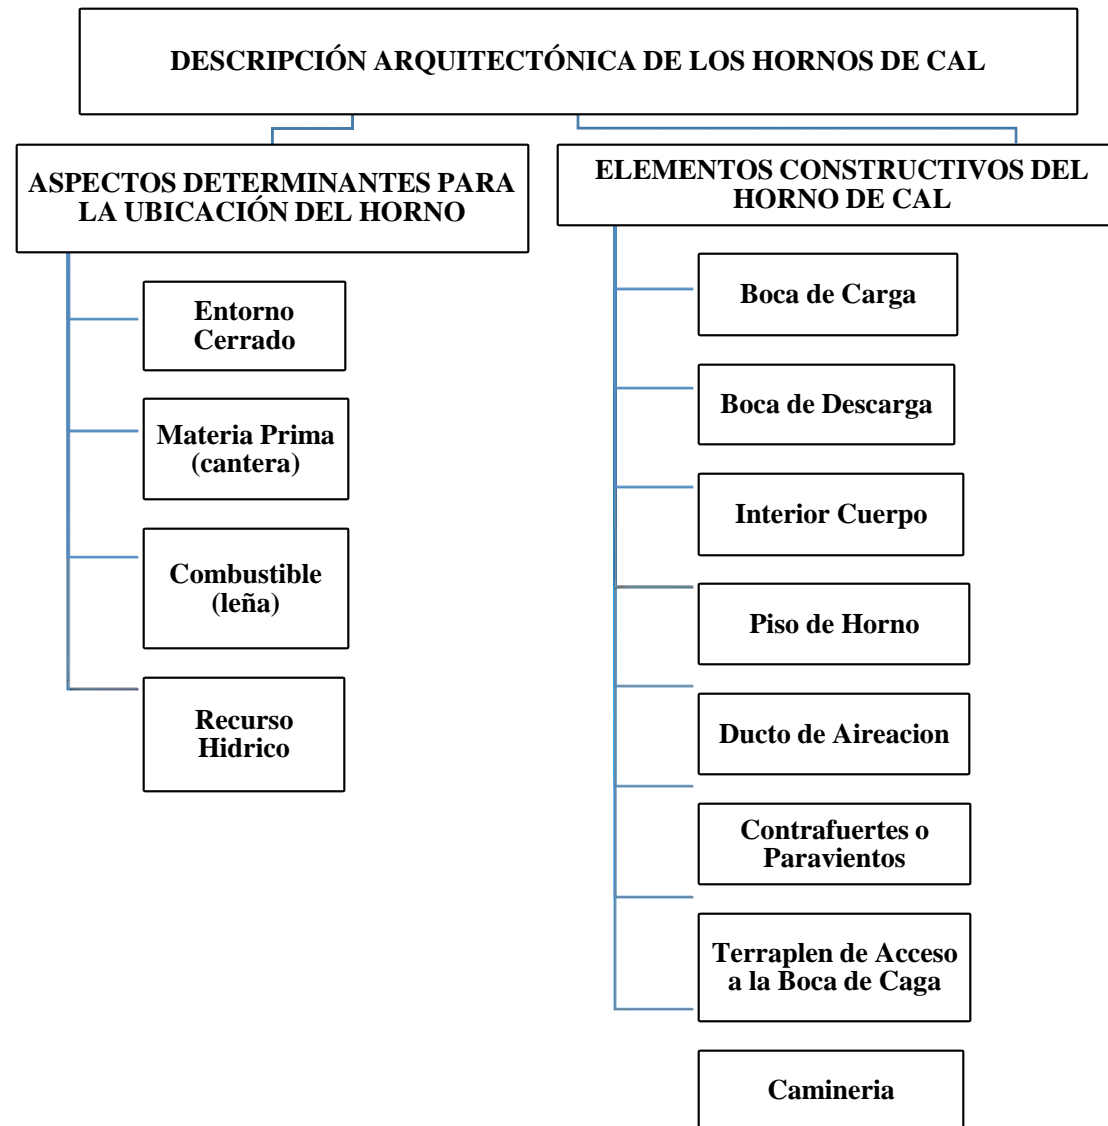 DESCRIPCIÓN ARQUITECTÓNICA DE LOS HORNOS DE CAL
ASPECTOS DETERMINANTES PARA
LA UBICACIÓN DEL HORNO
Entorno
Cerrado
Materia Prima
(cantera)
Combustible
(leña)
Recurso
Hidrico
ELEMENTOS CONSTRUCTIVOS DEL
HORNO DE CAL
Boca de Carga
Boca de Descarga
Interior Cuerpo
Piso de Horno
Ducto de Aireacion
Contrafuertes o
Paravientos
Terraplen de Acceso
a la Boca de Caga
Camineria